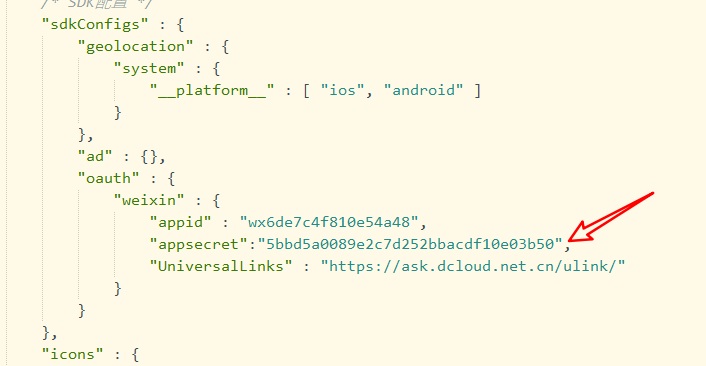 /* SDK配置 */
"sdkConfigs" : {
"geolocation" : {
"system" : {
"__platform__" : [ "ios", "android" ]
}
},
"ad" : {},
"oauth" : {
"weixin" : {
"appid" : "wx6de7c4f810e54a48",
"appsecret":"5bbd5a0089e2c7d252bbacdf10e03b50",
"UniversalLinks" : "https://ask.dcloud.net.cn/ulink/"
}
}
},
"icons" : {